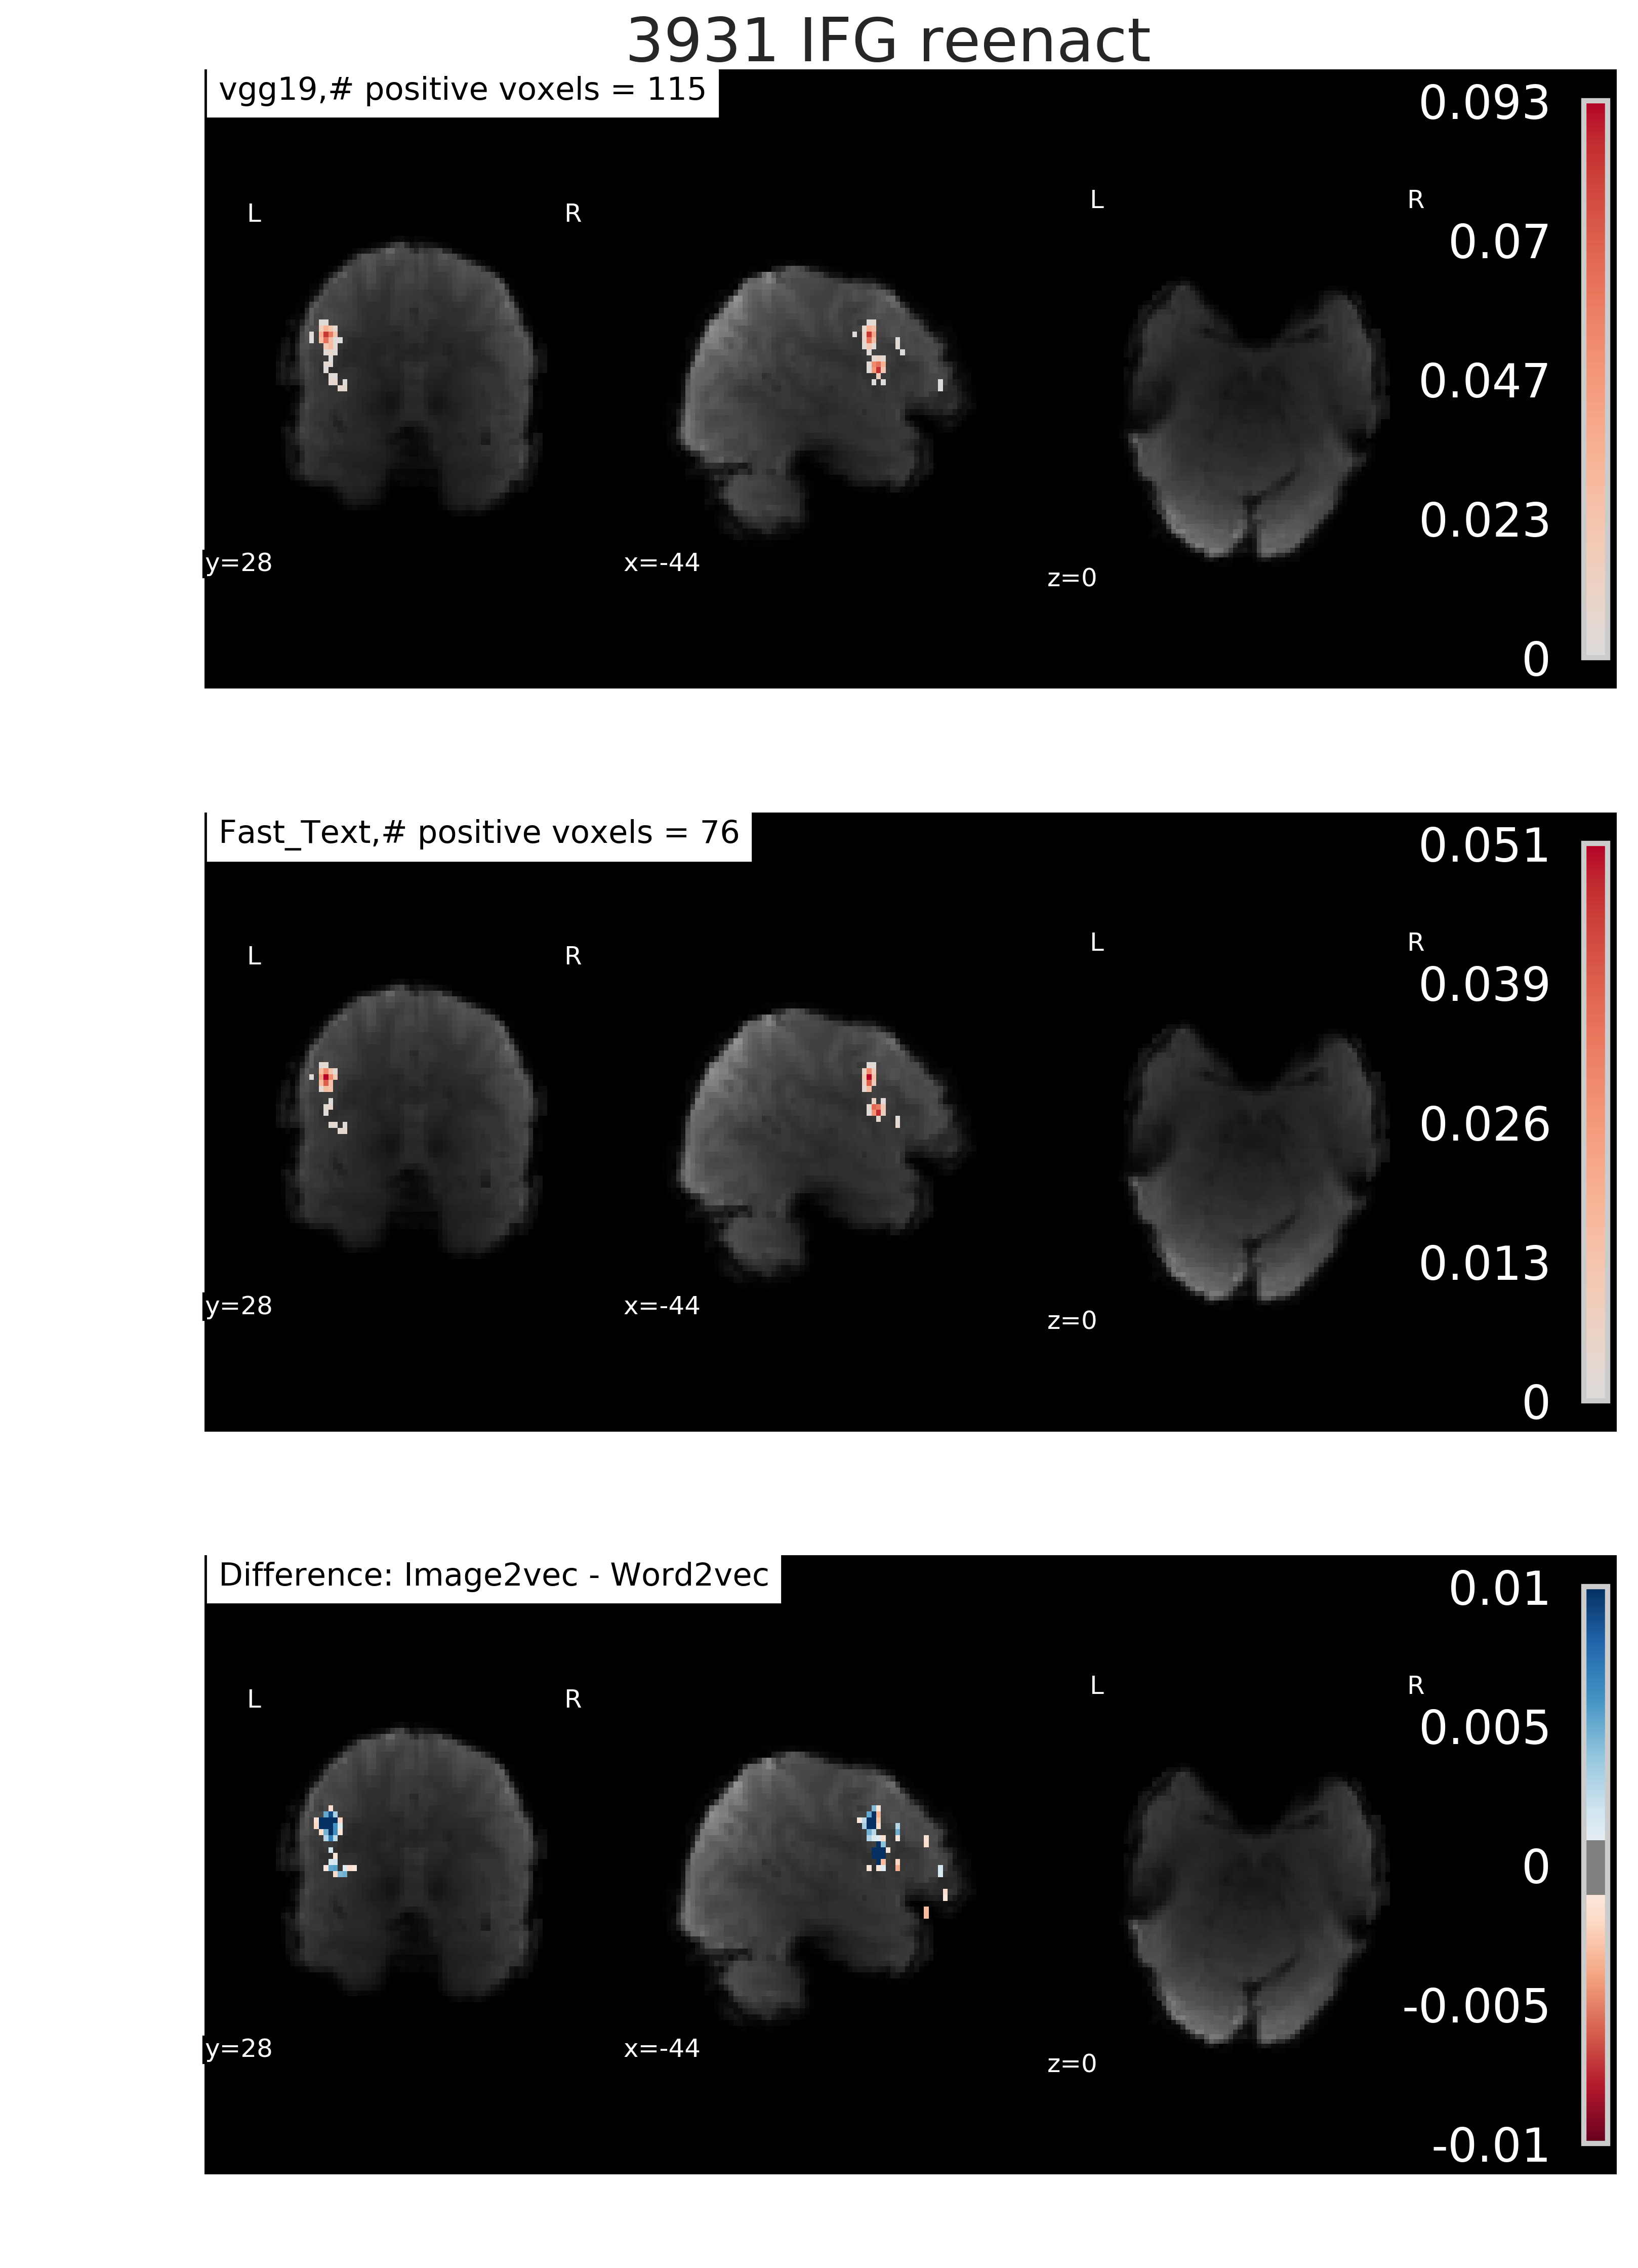 3931 IFG reenact
vgg19,# positive voxels = 115
0.093
L
R
L
R
0.07
0.047
0.023
y=28
x=-44
z=0
0
Fast_Text,# positive voxels = 76
0.051
L
R
L
R
0.039
0.026
0.013
y=28
x=-44
z=0
0
Difference: Image2vec - Word2vec
0.01
L
R
L
R
0.005
0
-0.005
y=28
x=-44
z=0
-0.01